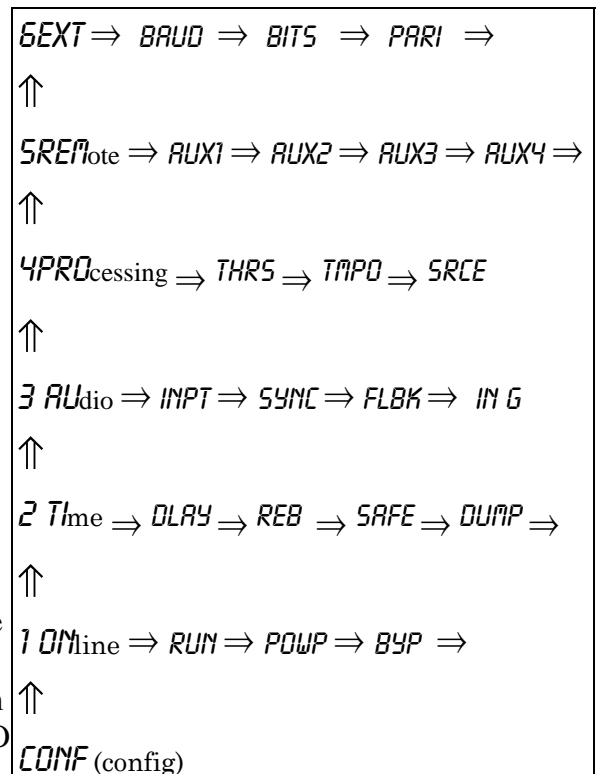 6EXT ⇒ BAUD ⇒ BITS ⇒ PARI ⇒
⇑
5REMote ⇒ AUX1 ⇒ AUX2 ⇒ AUX3 ⇒ AUX4 ⇒
⇑
4PROcessing ⇒ THRS ⇒ TMPO ⇒ SRCE
⇑
3 AUdio ⇒ INPT ⇒ SYNC ⇒ FLBK ⇒ IN G
⇑
2 TIme ⇒ DLAY ⇒ REB ⇒ SAFE ⇒ DUMP ⇒
⇑
1 ONline ⇒ RUN ⇒ POWP ⇒ BYP ⇒
⇑
CONF (config)